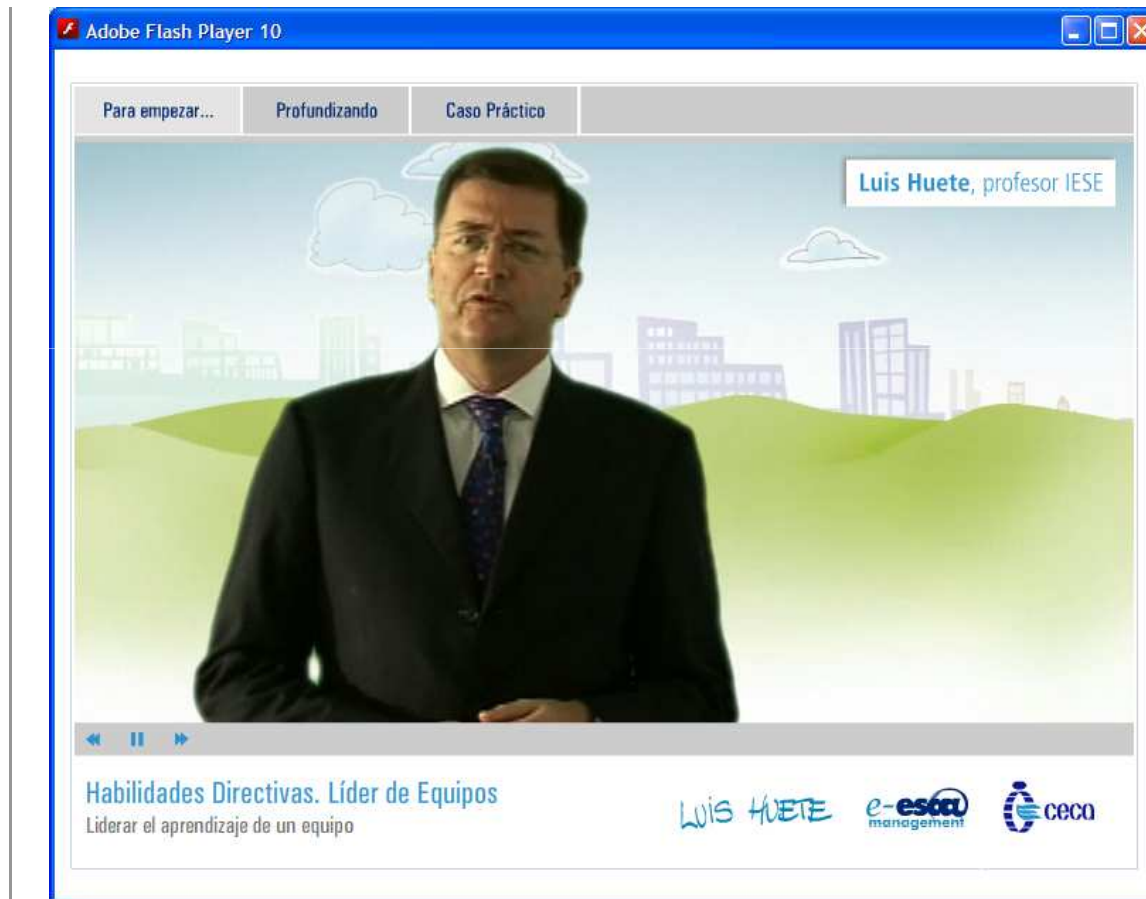 Adobe Flash Player 10
Para empezar...
Profundizando
Caso Práctico
Luis Huete, profesor IESE
Habilidades Directivas. Líder de Equipos
Liderar el aprendizaje de un equipo
LUIS HUETE
e-esca
management
ceca